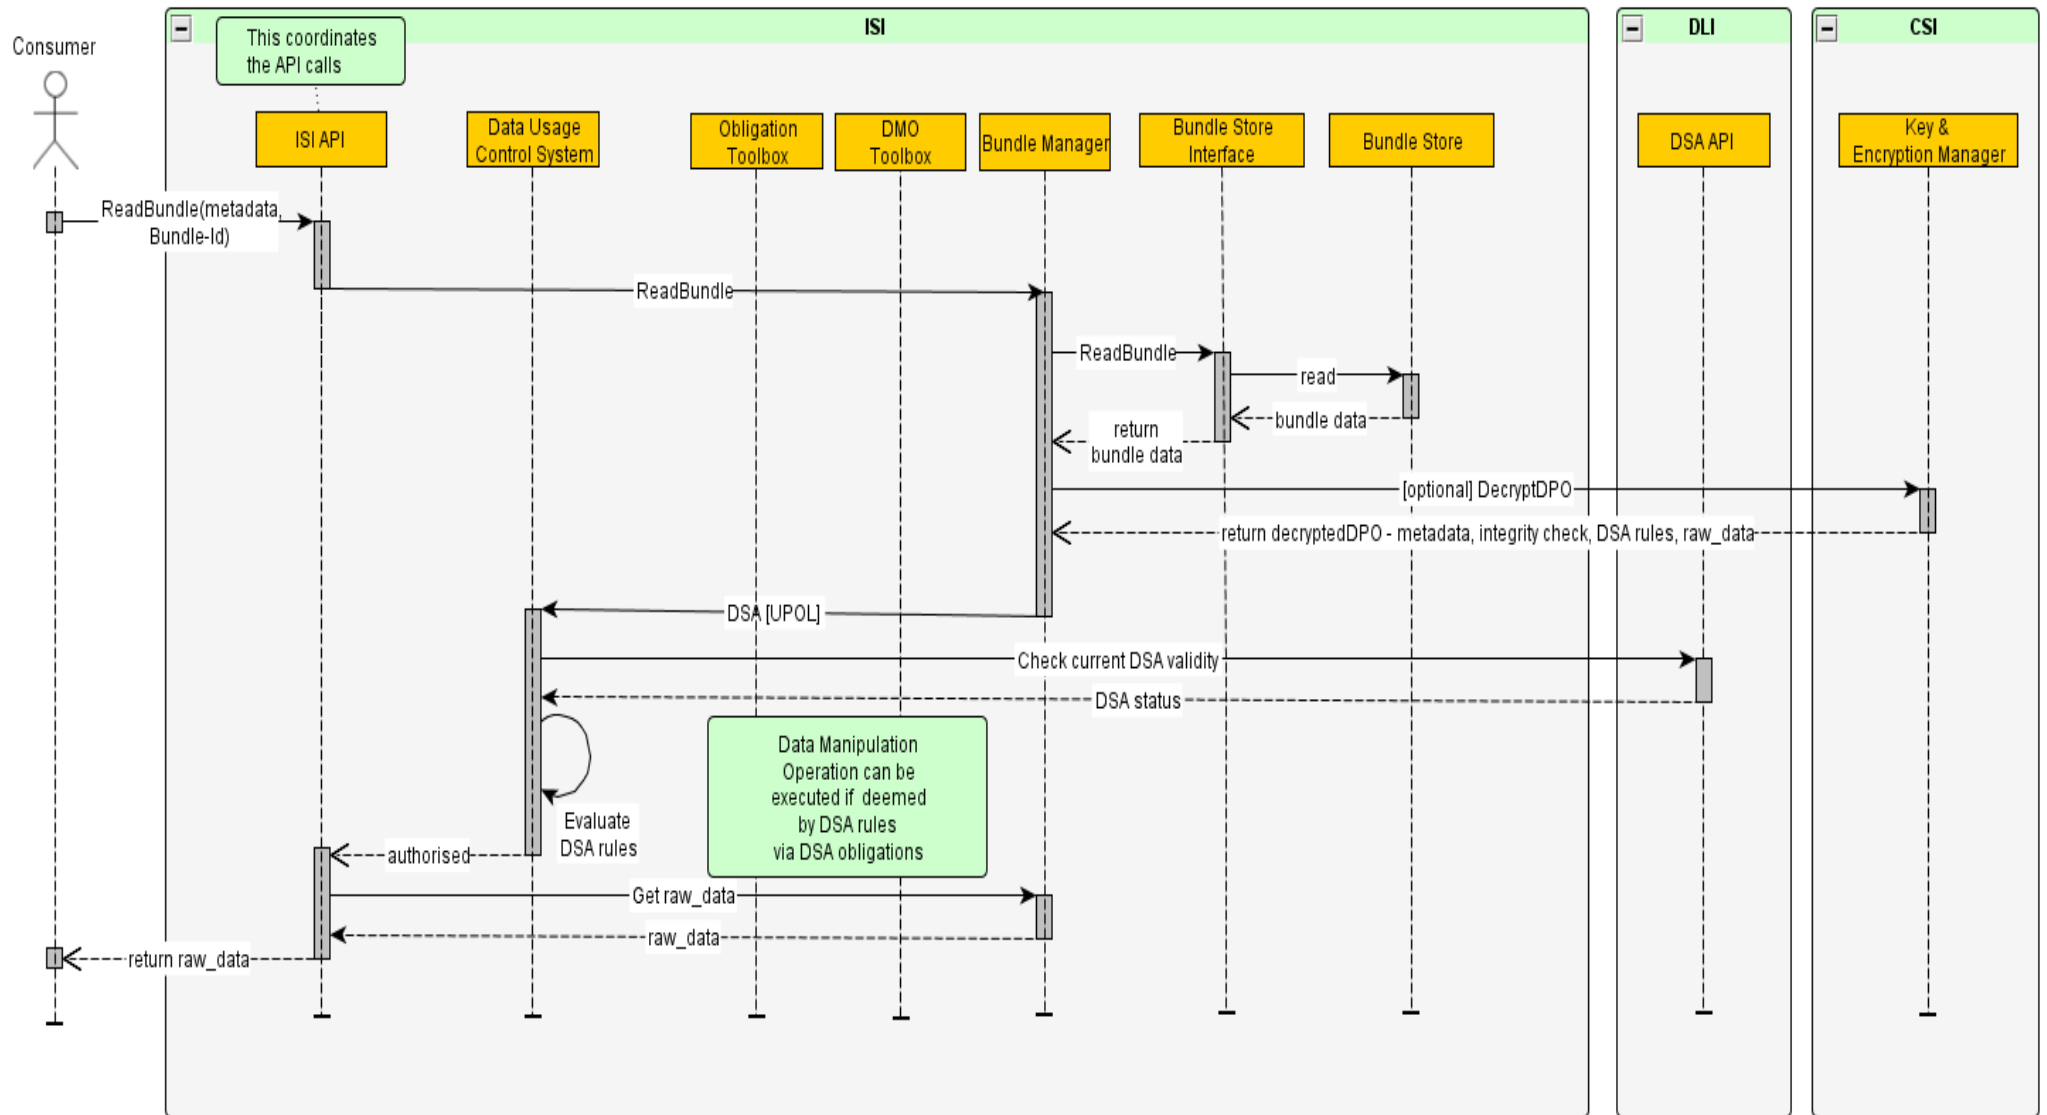 ISI
DLI
CSI
This coordinates
the API calls
Consumer
ISI API
Data Usage
Control System
Obligation
Toolbox
DMO
Toolbox
Bundle Manager
Bundle Store
Interface
Bundle Store
DSA API
Key &
Encryption Manager
ReadBundle(metadata,
Bundle-Id)
ReadBundle
ReadBundle
read
bundle data
return
bundle data
[optional] DecryptDPO
return decryptedDPO - metadata, integrity check, DSA rules, raw_data
DSA [UPOL]
Check current DSA validity
DSA status
Data Manipulation
Operation can be
executed if  deemed
by DSA rules
via DSA obligations
Evaluate
DSA rules
authorised
Get raw_data
raw_data
return raw_data